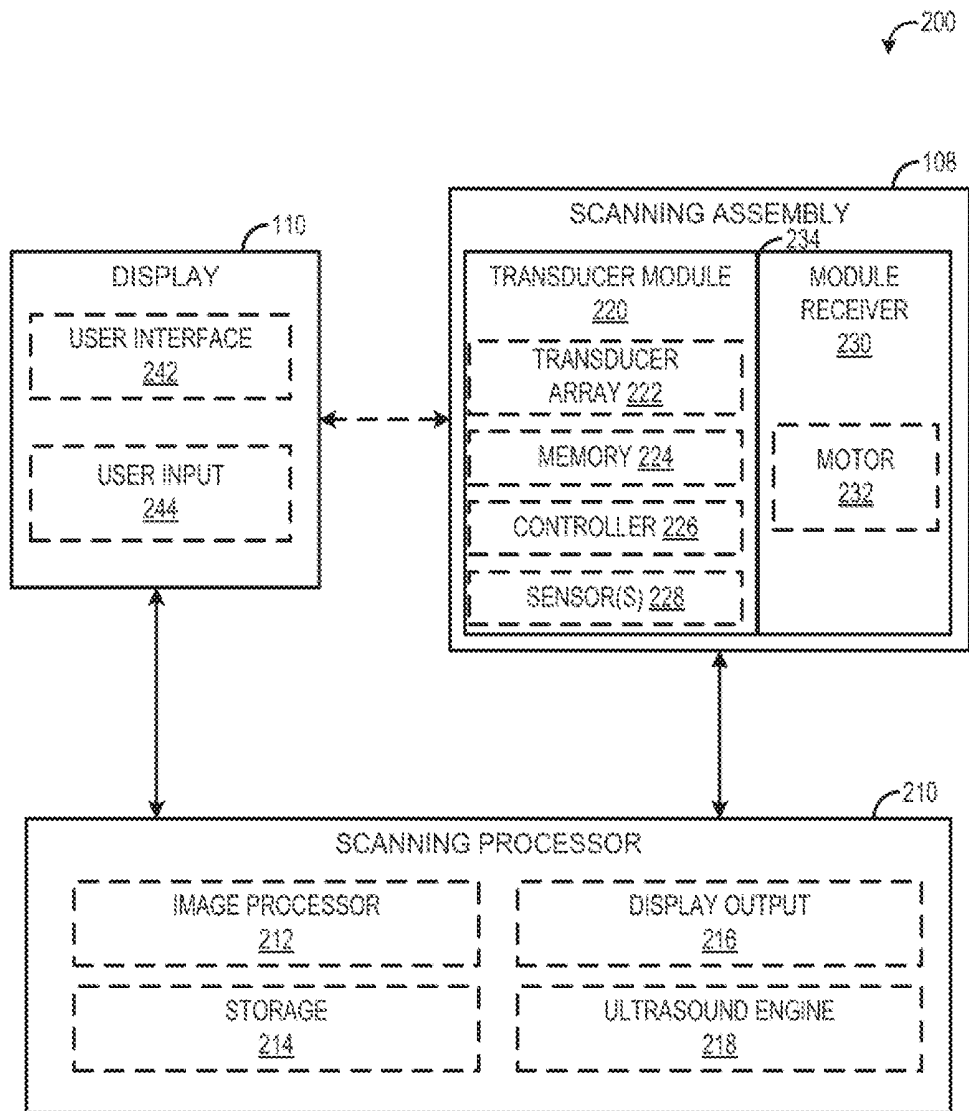 200
108
SCANNING ASSEMBLY
234
TRANSDUCER MODULE
220
TRANSDUCER
ARRAY 222
MEMORY 224
CONTROLLER 226
SENSOR(S) 228
MODULE
RECEIVER
230
MOTOR
232
110
DISPLAY
USER INTERFACE
242
USER INPUT
244
210
SCANNING PROCESSOR
IMAGE PROCESSOR
212
DISPLAY OUTPUT
216
STORAGE
214
ULTRASOUND ENGINE
218